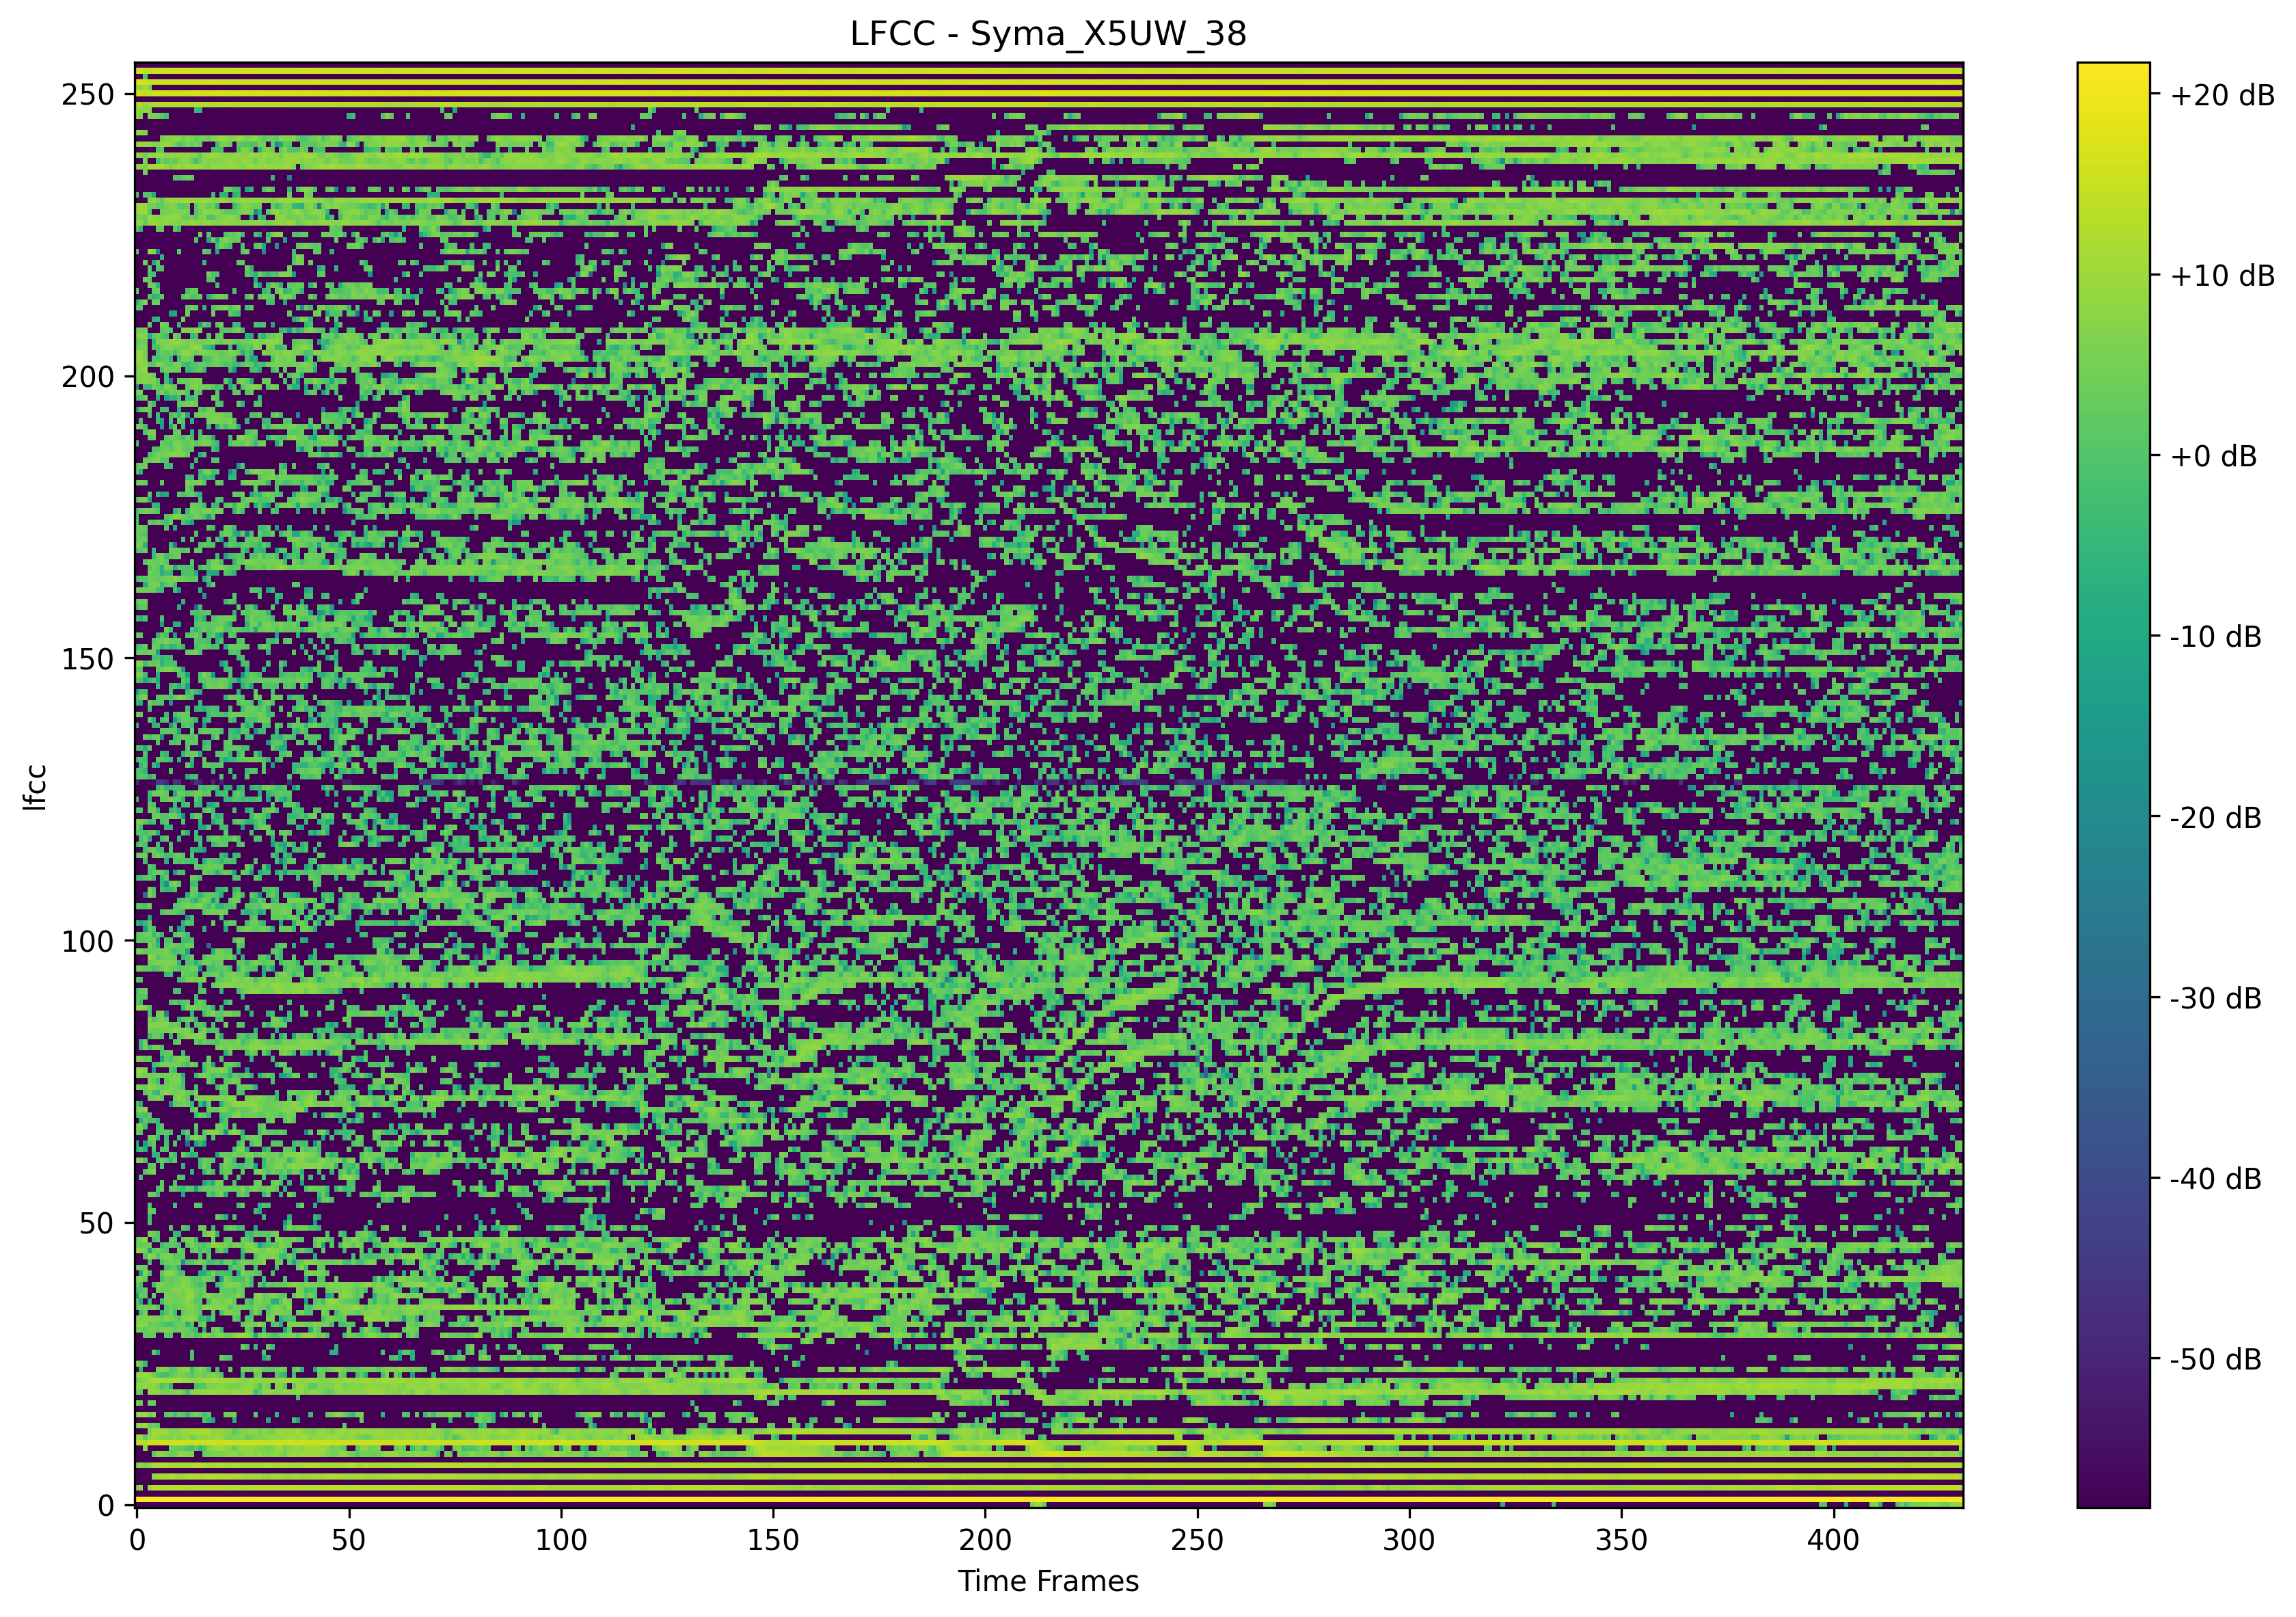 LFCC - Syma_X5UW_38
250
200
150
100
50
0
lfcc
0 50 100 150 200 250 300 350 400
Time Frames
+20 dB
+10 dB
+0 dB
-10 dB
-20 dB
-30 dB
-40 dB
-50 dB